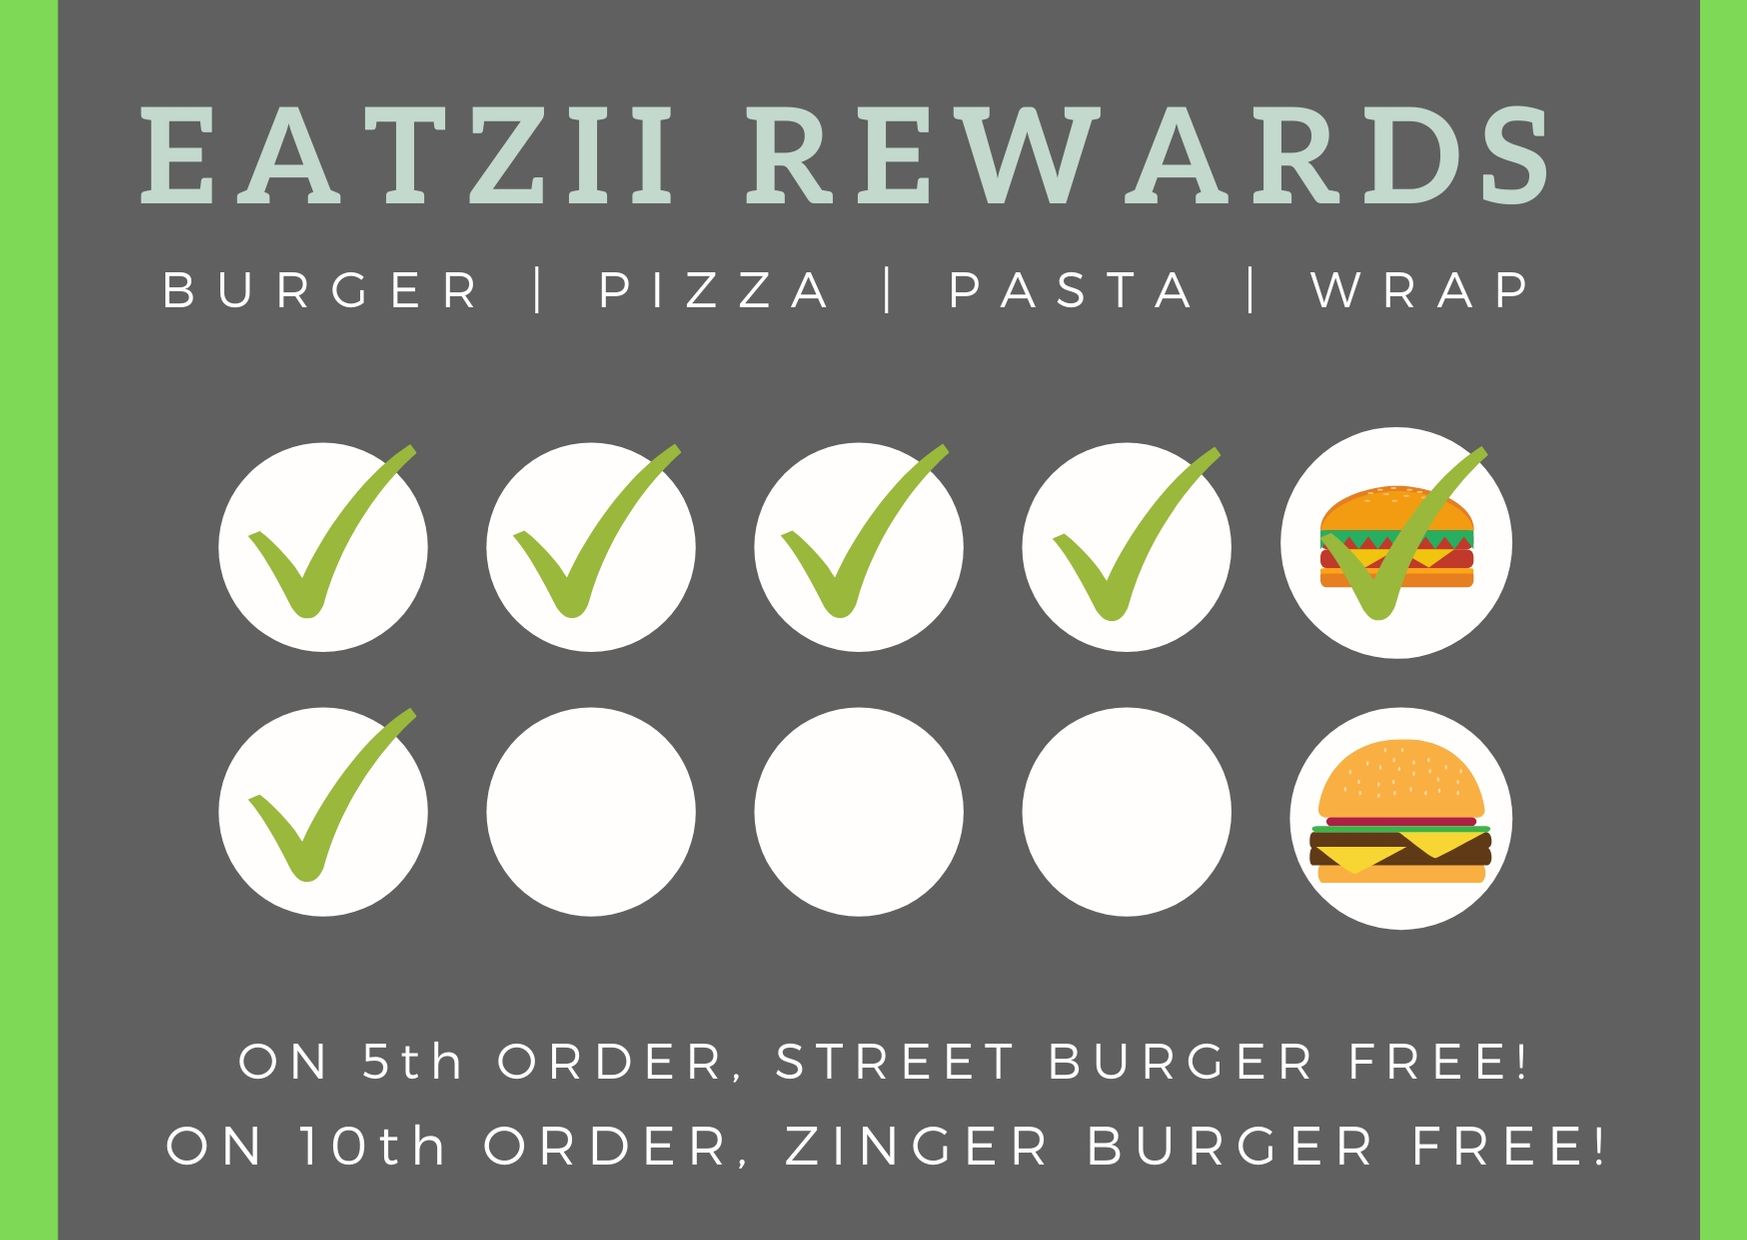 EATZII REWARDS
BURGER | PIZZA | PASTA | WRAP
ON 5th ORDER, STREET BURGER FREE!
ON 10th ORDER, ZINGER BURGER FREE!